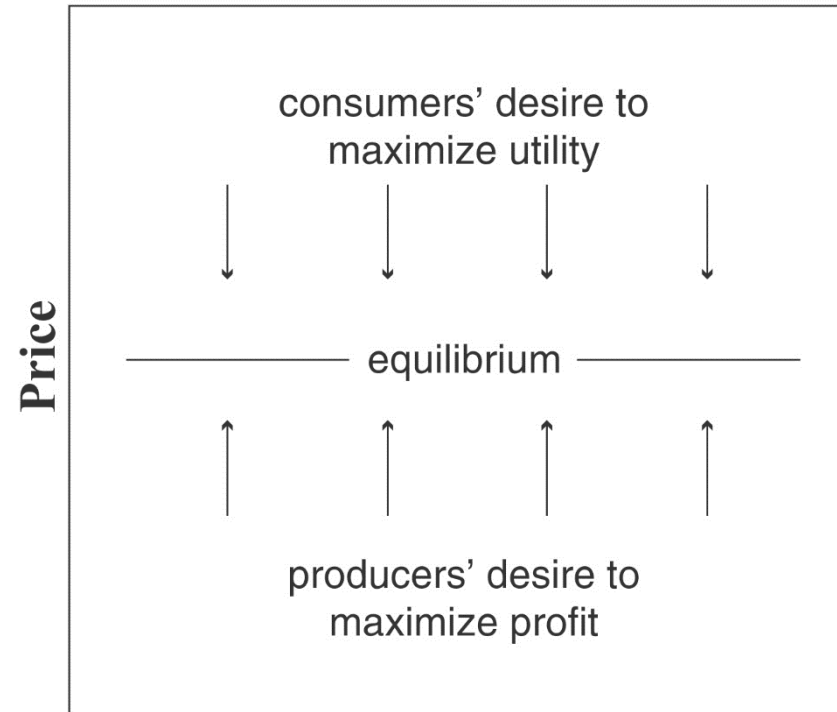 consumers’ desire to
maximize utility
Price
equilibrium
producers’ desire to
maximize profit